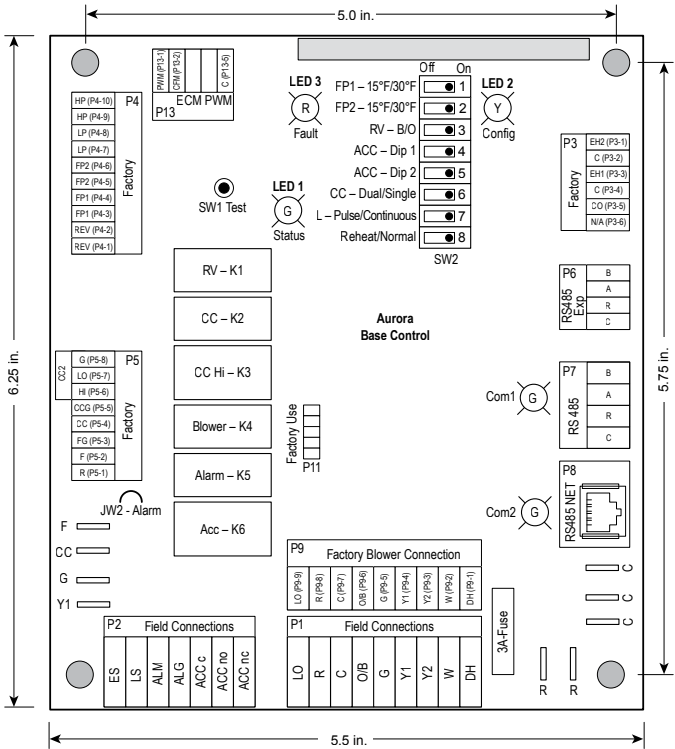 5.0 in.
PWM (P13-1)
CFM (P13-2)
C (P13-5)
ECM PWM
P13
LED 3
R
Fault
Off On
FP1 – 15°F/30°F 1
FP2 – 15°F/30°F 2
RV – B/O 3
ACC – Dip 1 4
ACC – Dip 2 5
CC – Dual/Single 6
L – Pulse/Continuous 7
Reheat/Normal 8
SW2
LED 2
Y
Config
HP (P4-10)
HP (P4-9)
LP (P4-8)
LP (P4-7)
FP2 (P4-6)
FP2 (P4-5)
FP1 (P4-4)
FP1 (P4-3)
REV (P4-2)
REV (P4-1)
P4
Factory
SW1 Test
LED 1
G
Status
P3
Factory
EH2 (P3-1)
C (P3-2)
EH1 (P3-3)
C (P3-4)
CO (P3-5)
N/A (P3-6)
RV – K1
CC – K2
CC Hi – K3
Blower – K4
Alarm – K5
Acc – K6
Aurora
Base Control
P6
RS485
Exp
B
A
R
C
6.25 in.
5.75 in.
CC2
G (P5-8)
LO (P5-7)
HI (P5-6)
CCG (P5-5)
CC (P5-4)
FG (P5-3)
F (P5-2)
R (P5-1)
P5
Factory
JW2 - Alarm
Factory Use
P11
Com1
G
P7
RS 485
B
A
R
C
Com2
G
P8
RS485 NET
F
CC
G
Y1
P9
Factory Blower Connection
LO (P9-9)
R (P9-8)
C (P9-7)
O/B (P9-6)
G (P9-5)
Y1 (P9-4)
Y2 (P9-3)
W (P9-2)
DH (P9-1)
C
C
C
3A-Fuse
R
R
P2
Field Connections
ES
LS
ALM
ALG
ACC c
ACC no
ACC nc
P1
Field Connections
LO
R
C
O/B
G
Y1
Y2
W
DH
5.5 in.